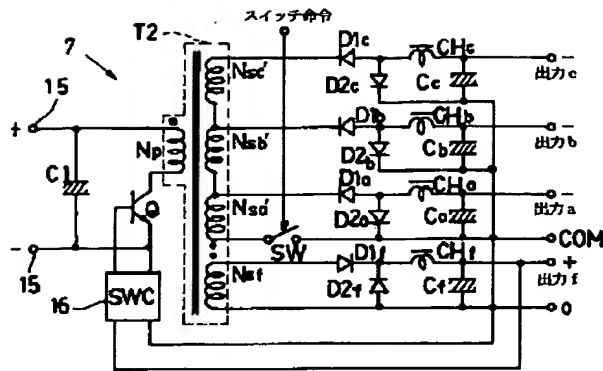 スイッチ命令
T2
7
15
+
C1
Np
Q
-
15
16
SWC
Nsc'
Nsb'
Nsa'
Nsf
SW
D1c
CHc
D2c
Cc
-
出力c
D1b
CHb
D2b
Cb
-
出力b
D1a
CHa
D2a
Ca
-
出力a
COM
D1f
CHf
+
出力f
D2f
Cf
0